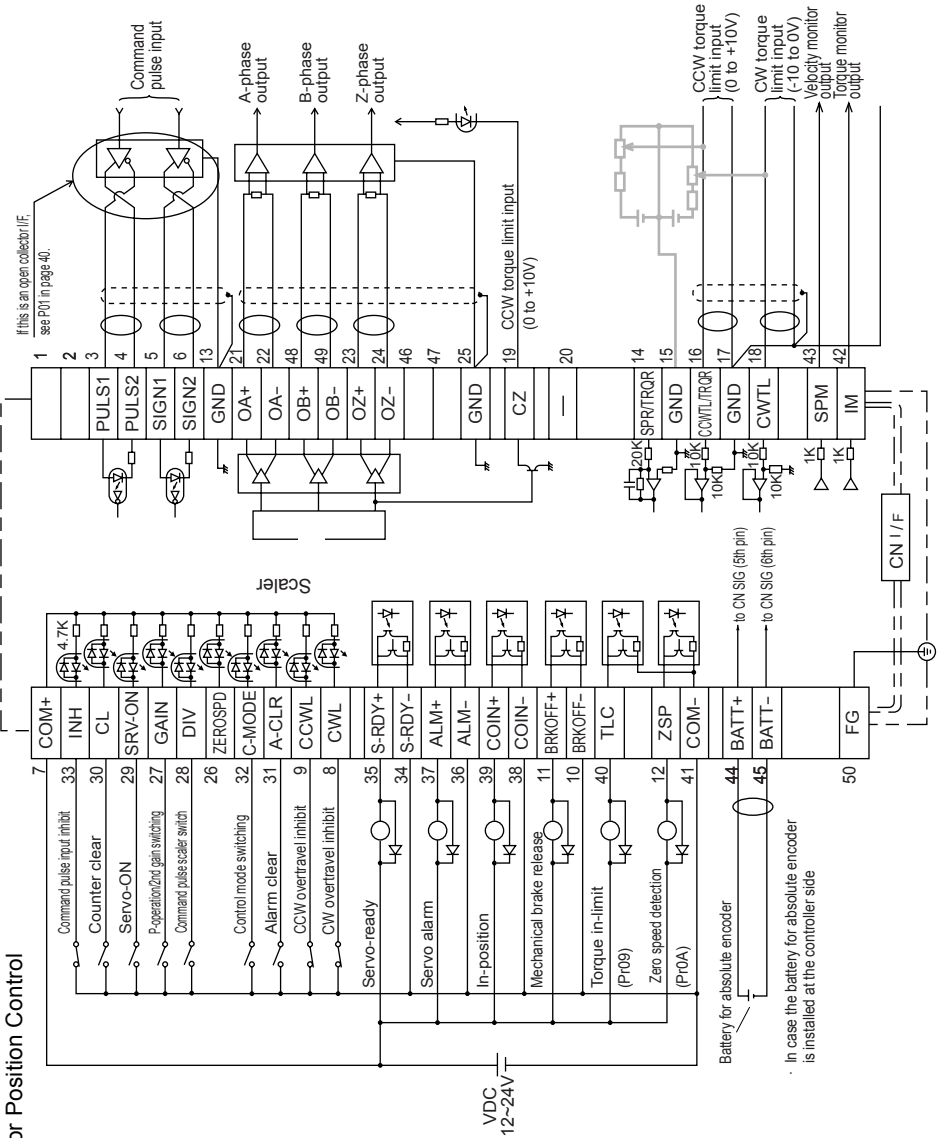 or Position Control
7
COM+
4.7K
Command pulse input inhibit
33
INH
Counter clear
30
CL
Servo-ON
29
SRV-ON
P-operation/2nd gain switching
27
GAIN
Command pulse scaler switch
28
DIV
26
ZEROSPD
Control mode switching
32
C-MODE
Alarm clear
31
A-CLR
CCW overtravel inhibit
9
CCWL
CW overtravel inhibit
8
CWL
Scaler
Servo-ready
35
S-RDY+
34
S-RDY−
Servo alarm
37
ALM+
36
ALM−
In-position
39
COIN+
38
COIN-
Mechanical brake release
11
BRKOFF+
10
BRKOFF-
Torque in-limit
(Pr09)
40
TLC
Zero speed detection
(Pr0A)
12
ZSP
41
COM-
VDC
12~24V
Battery for absolute encoder
44
BATT+
to CN SIG (5th pin)
45
BATT-
to CN SIG (6th pin)
50
FG
· In case the battery for absolute encoder
is installed at the controller side
CN I / F
If this is an open collector I/F,
see P01 in page 40.
Command
pulse input
1
2
3
PULS1
4
PULS2
5
SIGN1
6
SIGN2
13
GND
21
OA+
22
OA-
A-phase
output
48
OB+
49
OB-
B-phase
output
23
OZ+
24
OZ-
Z-phase
output
46
47
25
GND
19
CZ
CCW torque limit input
(0 to +10V)
20
—
14
SPR/TRQR
20K
15
GND
16
CCWTL/TRQR
10K
10K
CCW torque
limit input
(0 to +10V)
17
GND
18
CWTL
10K
10K
CW torque
limit input
(-10 to 0V)
43
SPM
1K
Velocity monitor
output
42
IM
1K
Torque monitor
output